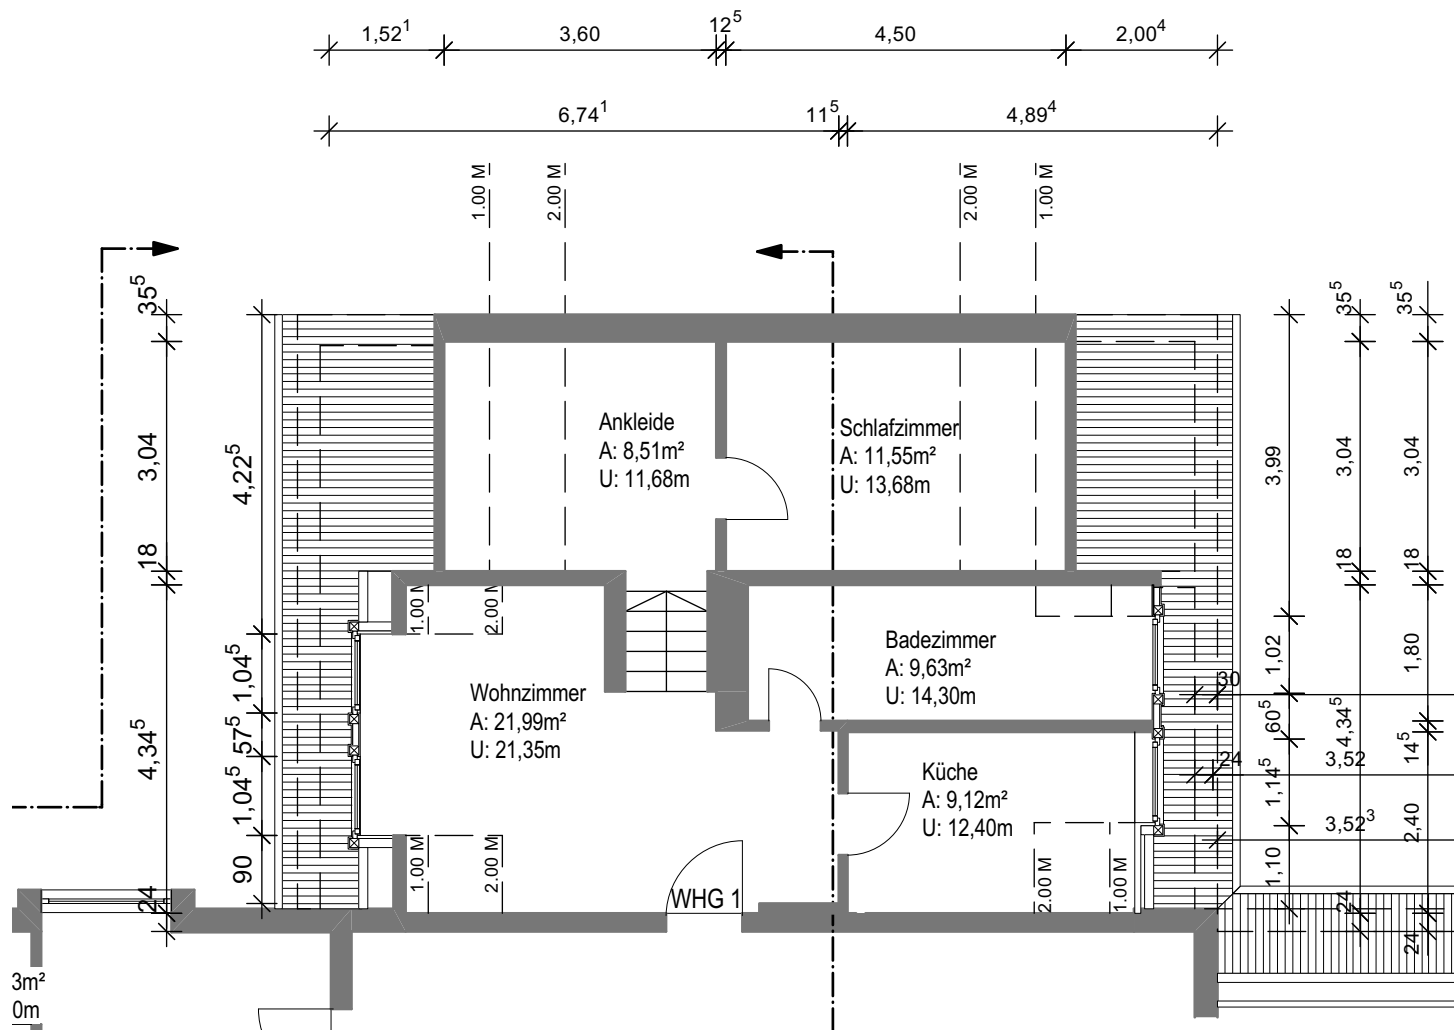 1,52¹ 3,60 12⁵ 4,50 2,00⁴
6,74¹ 11⁵ 4,89⁴
1.00 M 2.00 M 2.00 M 1.00 M
35⁵ 35⁵ 35⁵
Ankleide
A: 8,51m²
U: 11,68m
Schlafzimmer
A: 11,55m²
U: 13,68m
3,04 4,22⁵ 3,99 3,04 3,04
18 18 18
1.00 M 2.00 M
Badezimmer
A: 9,63m²
U: 14,30m
Wohnzimmer
A: 21,99m²
U: 21,35m
1,04⁵ 1,02 1,80
30
4,34⁵ 57⁵ 60⁵ 4,34⁵ 14⁵
24 3,52
Küche
A: 9,12m²
U: 12,40m
1,04⁵ 1,14⁵ 2,40
3,52³
90 1,10
1.00 M 2.00 M 2.00 M 1.00 M
WHG 1
24 24 24
3m²
0m